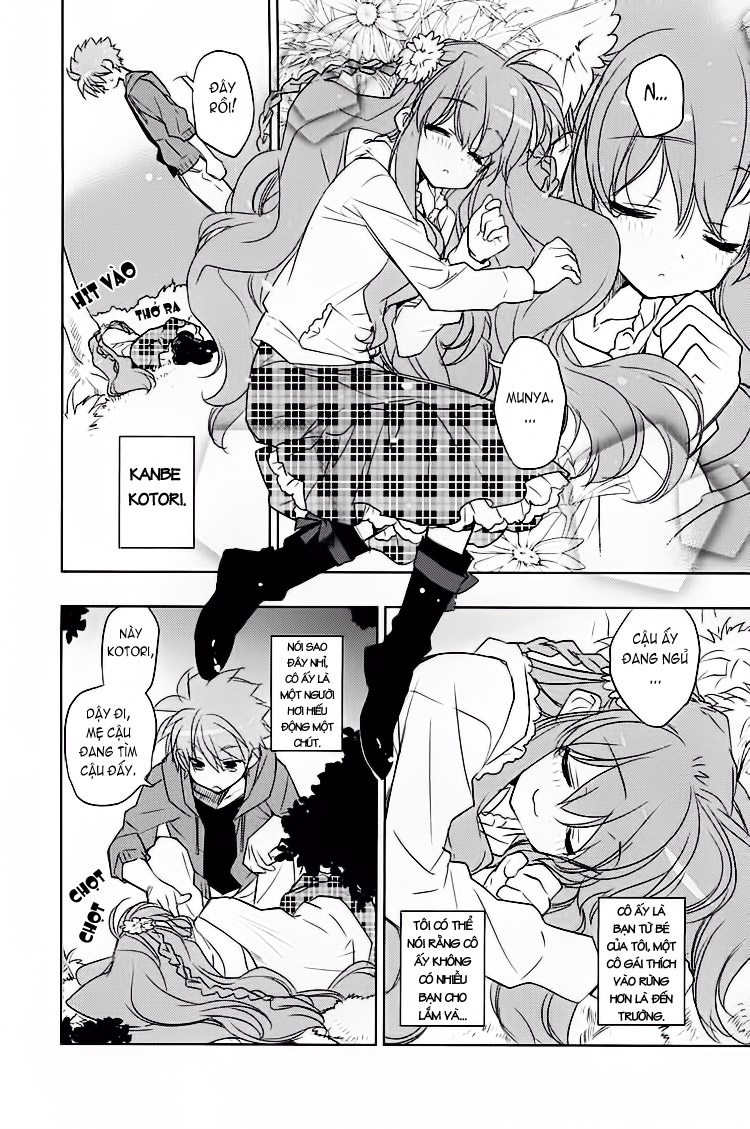 N...
MUNYA.
...
ĐÂY
RỒI!
HÍT VÀO
THỞ RA
KANBE
KOTORI.
CẬU ẤY
ĐANG NGỦ
...
CÔ ẤY LÀ
BẠN TỪ BÉ
CỦA TÔI, MỘT
CÔ GÁI THÍCH
VÀO RỪNG
HƠN LÀ ĐẾN
TRƯỜNG.
TÔI CÓ THỂ
NÓI RẰNG CÔ
ẤY KHÔNG
CÓ NHIỀU
BẠN CHO
LẮM VÀ...
NÓI SAO
ĐÂY NHỈ,
CÔ ẤY LÀ
MỘT NGƯỜI
HƠI HIẾU
ĐỘNG MỘT
CHÚT.
NÀY
KOTORI,
DẬY ĐI,
MẸ CẬU
ĐANG TÌM
CẬU ĐẤY.
CHỌT
CHỌT